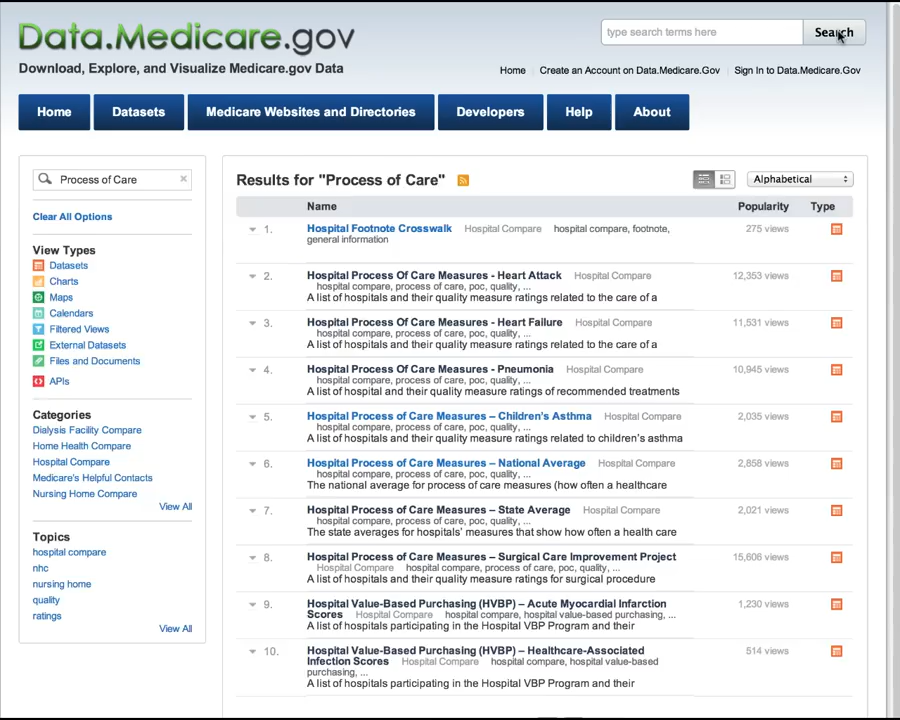 Data.Medicare.gov
type search terms here
Search
Download, Explore, and Visualize Medicare.gov Data
Home
Create an Account on Data.Medicare.Gov
Sign In to Data.Medicare.Gov
Home
Datasets
Medicare Websites and Directories
Developers
Help
About
Process of Care
Clear All Options
View Types
Datasets
Charts
Maps
Calendars
Filtered Views
External Datasets
Files and Documents
APIs
Categories
Dialysis Facility Compare
Home Health Compare
Hospital Compare
Medicare's Helpful Contacts
Nursing Home Compare
View All
Topics
hospital compare
nhc
nursing home
quality
ratings
View All
Results for "Process of Care"
Alphabetical
Name Popularity Type
1. Hospital Footnote Crosswalk Hospital Compare hospital compare, footnote, 275 views
general information
2. Hospital Process Of Care Measures - Heart Attack Hospital Compare 12,353 views
hospital compare, process of care, poc, quality, ...
A list of hospitals and their quality measure ratings related to the care of a
3. Hospital Process Of Care Measures - Heart Failure Hospital Compare 11,531 views
hospital compare, process of care, poc, quality, ...
A list of hospitals and their quality measure ratings related to the care of a
4. Hospital Process Of Care Measures - Pneumonia Hospital Compare 10,945 views
hospital compare, process of care, poc, quality, ...
A list of hospital and their quality measure ratings of recommended treatments
5. Hospital Process of Care Measures – Children's Asthma Hospital Compare 2,035 views
hospital compare, process of care, poc, quality, ...
A list of hospitals and their quality measure ratings related to children's asthma
6. Hospital Process of Care Measures – National Average Hospital Compare 2,858 views
hospital compare, process of care, poc, quality, ...
The national average for process of care measures (how often a healthcare
7. Hospital Process of Care Measures – State Average Hospital Compare 2,021 views
hospital compare, process of care, poc, quality, ...
The state averages for hospitals' measures that show how often a health care
8. Hospital Process of Care Measures – Surgical Care Improvement Project 15,606 views
Hospital Compare hospital compare, process of care, poc, quality, ...
A list of hospitals and their quality measure ratings for surgical procedure
9. Hospital Value-Based Purchasing (HVBP) – Acute Myocardial Infarction 1,230 views
Scores Hospital Compare hospital compare, hospital value-based purchasing, ...
A list of hospitals participating in the Hospital VBP Program and their
10. Hospital Value-Based Purchasing (HVBP) – Healthcare-Associated 514 views
Infection Scores Hospital Compare hospital compare, hospital value-based
purchasing, ...
A list of hospitals participating in the Hospital VBP Program and their